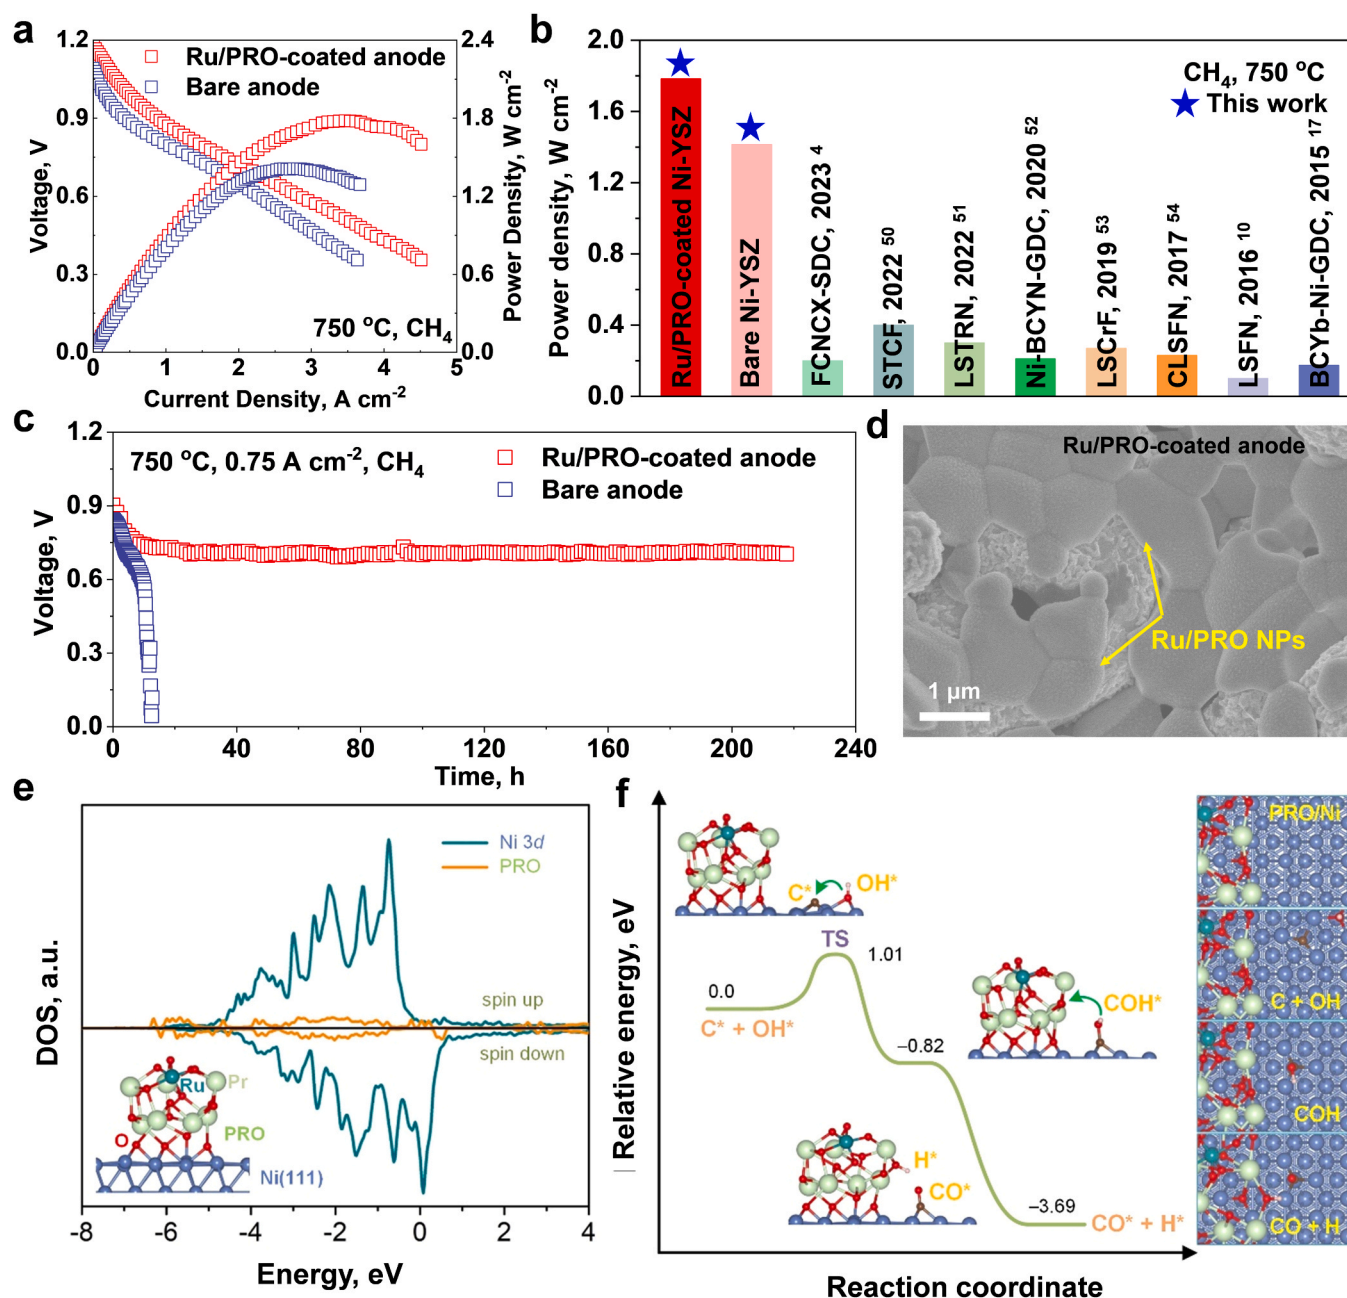 a
1.2
0.9
0.6
0.3
0.0
Voltage, V
Ru/PRO-coated anode
Bare anode
750 °C, CH₄
2.4
1.8
1.2
0.6
0.0
Power Density, W cm⁻²
0 1 2 3 4 5
Current Density, A cm⁻²
b
2.0
1.6
1.2
0.8
0.4
0.0
Power density, W cm⁻²
CH₄, 750 °C
This work
Ru/PRO-coated Ni-YSZ
Bare Ni-YSZ
FCNCX-SDC, 2023 ⁴
STCF, 2022 ⁵⁰
LSTRN, 2022 ⁵¹
Ni-BCYN-GDC, 2020 ⁵²
LSCrF, 2019 ⁵³
CLSFN, 2017 ⁵⁴
LSFN, 2016 ¹⁰
BCYb-Ni-GDC, 2015 ¹⁷
c
1.2
0.9
0.6
0.3
0.0
Voltage, V
750 °C, 0.75 A cm⁻², CH₄
Ru/PRO-coated anode
Bare anode
0 40 80 120 160 200 240
Time, h
d
Ru/PRO-coated anode
Ru/PRO NPs
1 μm
e
DOS, a.u.
Ni 3d
PRO
spin up
spin down
Ru
Pr
O
PRO
Ni(111)
-8 -6 -4 -2 0 2 4
Energy, eV
f
Relative energy, eV
C*
OH*
TS
1.01
0.0
C* + OH*
−0.82
COH*
H*
CO*
−3.69
CO* + H*
Reaction coordinate
PRO/Ni
C + OH
COH
CO + H